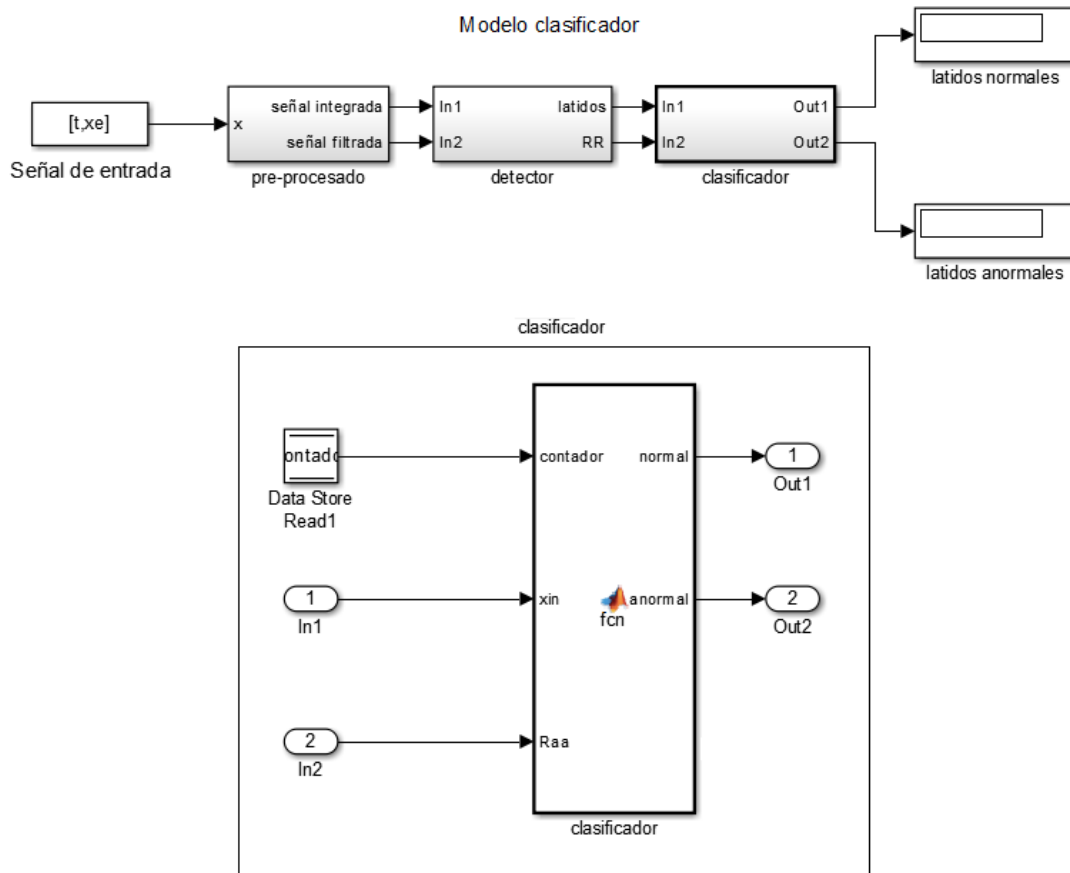 Modelo clasificador
latidos normales
[t,xe]
Señal de entrada
x
señal integrada
señal filtrada
pre-procesado
In1
In2
latidos
RR
detector
In1
In2
Out1
Out2
clasificador
latidos anormales
clasificador
ontado
Data Store
Read1
contador
normal
1
Out1
1
In1
xin
fcn
anormal
2
Out2
2
In2
Raa
clasificador